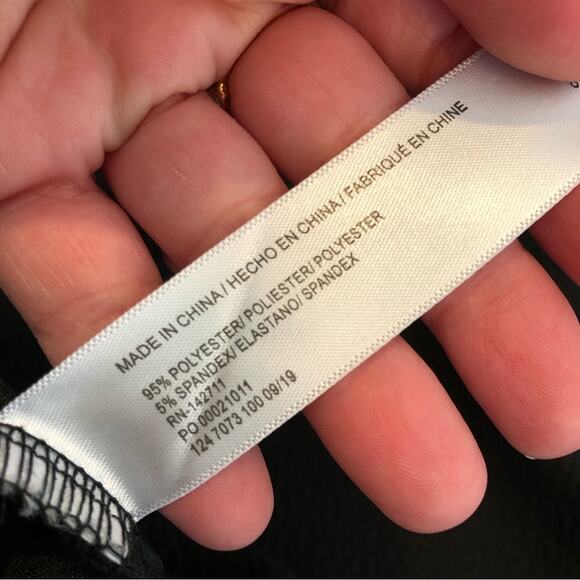 MADE IN CHINA / HECHO EN CHINA / FABRIQUÉ EN CHINE
95% POLYESTER/ POLIESTER/ POLYESTER
5% SPANDEX/ ELASTANO/ SPANDEX
RN-142711
PO 00021011
124 7073 100 09/19